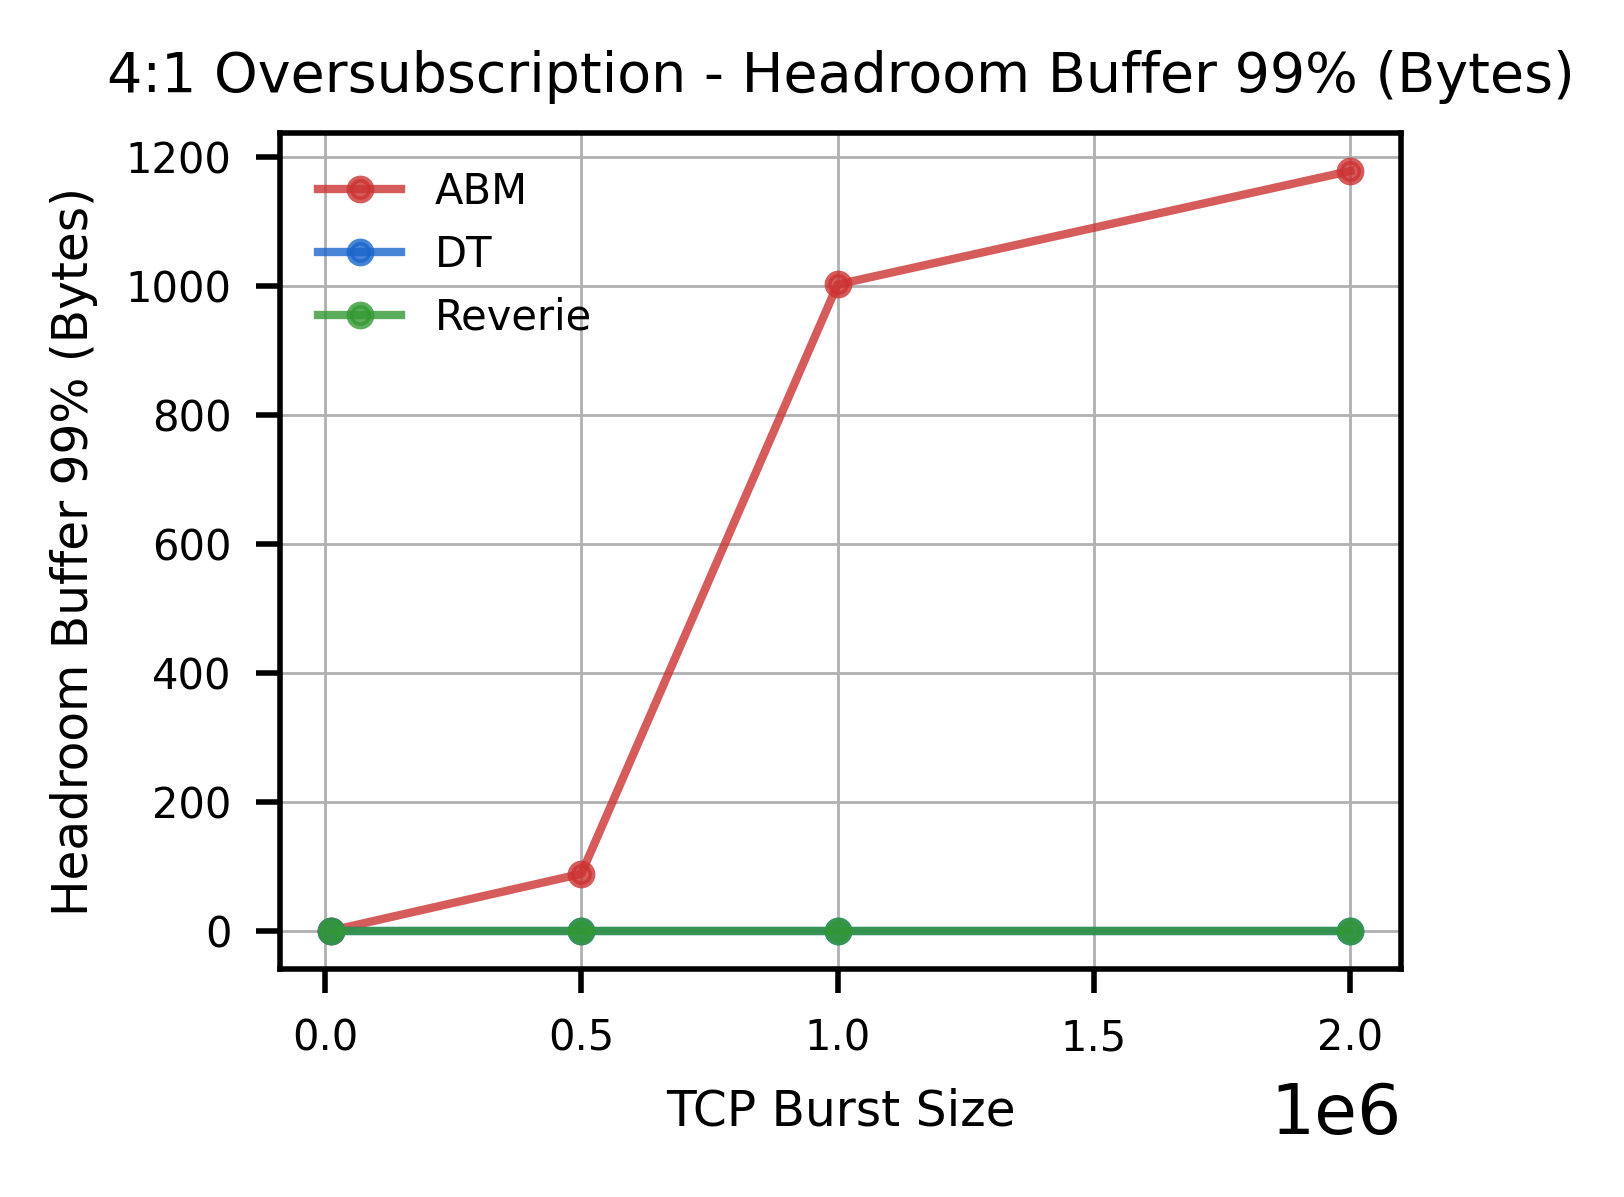 4:1 Oversubscription - Headroom Buffer 99% (Bytes)
Headroom Buffer 99% (Bytes)
1200
1000
800
600
400
200
0
ABM
DT
Reverie
0.0
0.5
1.0
1.5
2.0
TCP Burst Size
1e6